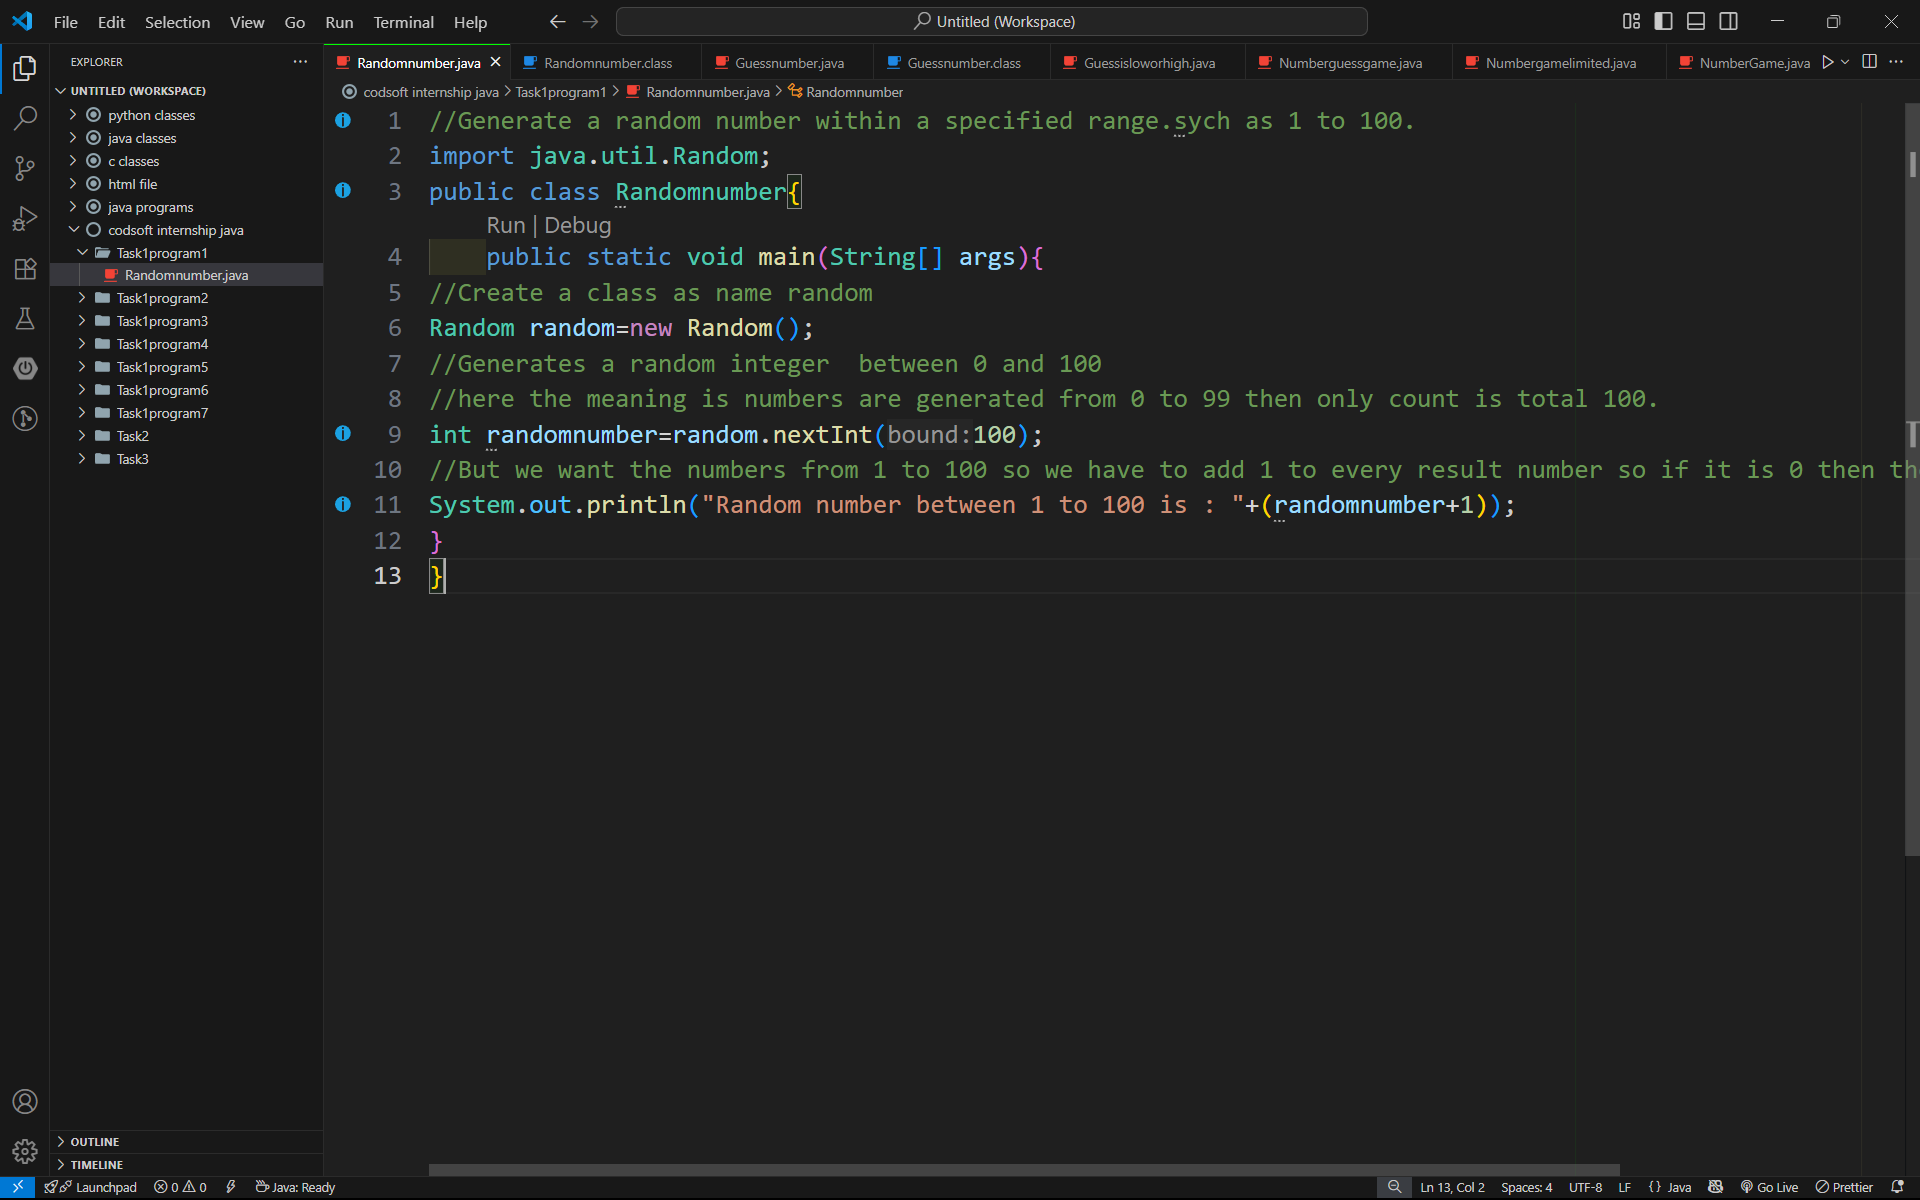 File Edit Selection View Go Run Terminal Help
Untitled (Workspace)
EXPLORER
UNTITLED (WORKSPACE)
python classes
java classes
c classes
html file
java programs
codsoft internship java
Task1program1
Randomnumber.java
Task1program2
Task1program3
Task1program4
Task1program5
Task1program6
Task1program7
Task2
Task3
OUTLINE
TIMELINE
Randomnumber.java Randomnumber.class Guessnumber.java Guessnumber.class Guessisloworhigh.java Numberguessgame.java Numbergamelimited.java NumberGame.java
codsoft internship java > Task1program1 > Randomnumber.java > Randomnumber
1 //Generate a random number within a specified range.sych as 1 to 100.
2 import java.util.Random;
3 public class Randomnumber{
Run | Debug
4 public static void main(String[] args){
5 //Create a class as name random
6 Random random=new Random();
7 //Generates a random integer  between 0 and 100
8 //here the meaning is numbers are generated from 0 to 99 then only count is total 100.
9 int randomnumber=random.nextInt(bound:100);
10 //But we want the numbers from 1 to 100 so we have to add 1 to every result number so if it is 0 then th
11 System.out.println("Random number between 1 to 100 is : "+(randomnumber+1));
12 }
13 }
Launchpad 0 0 Java: Ready Ln 13, Col 2 Spaces: 4 UTF-8 LF {} Java Go Live Prettier